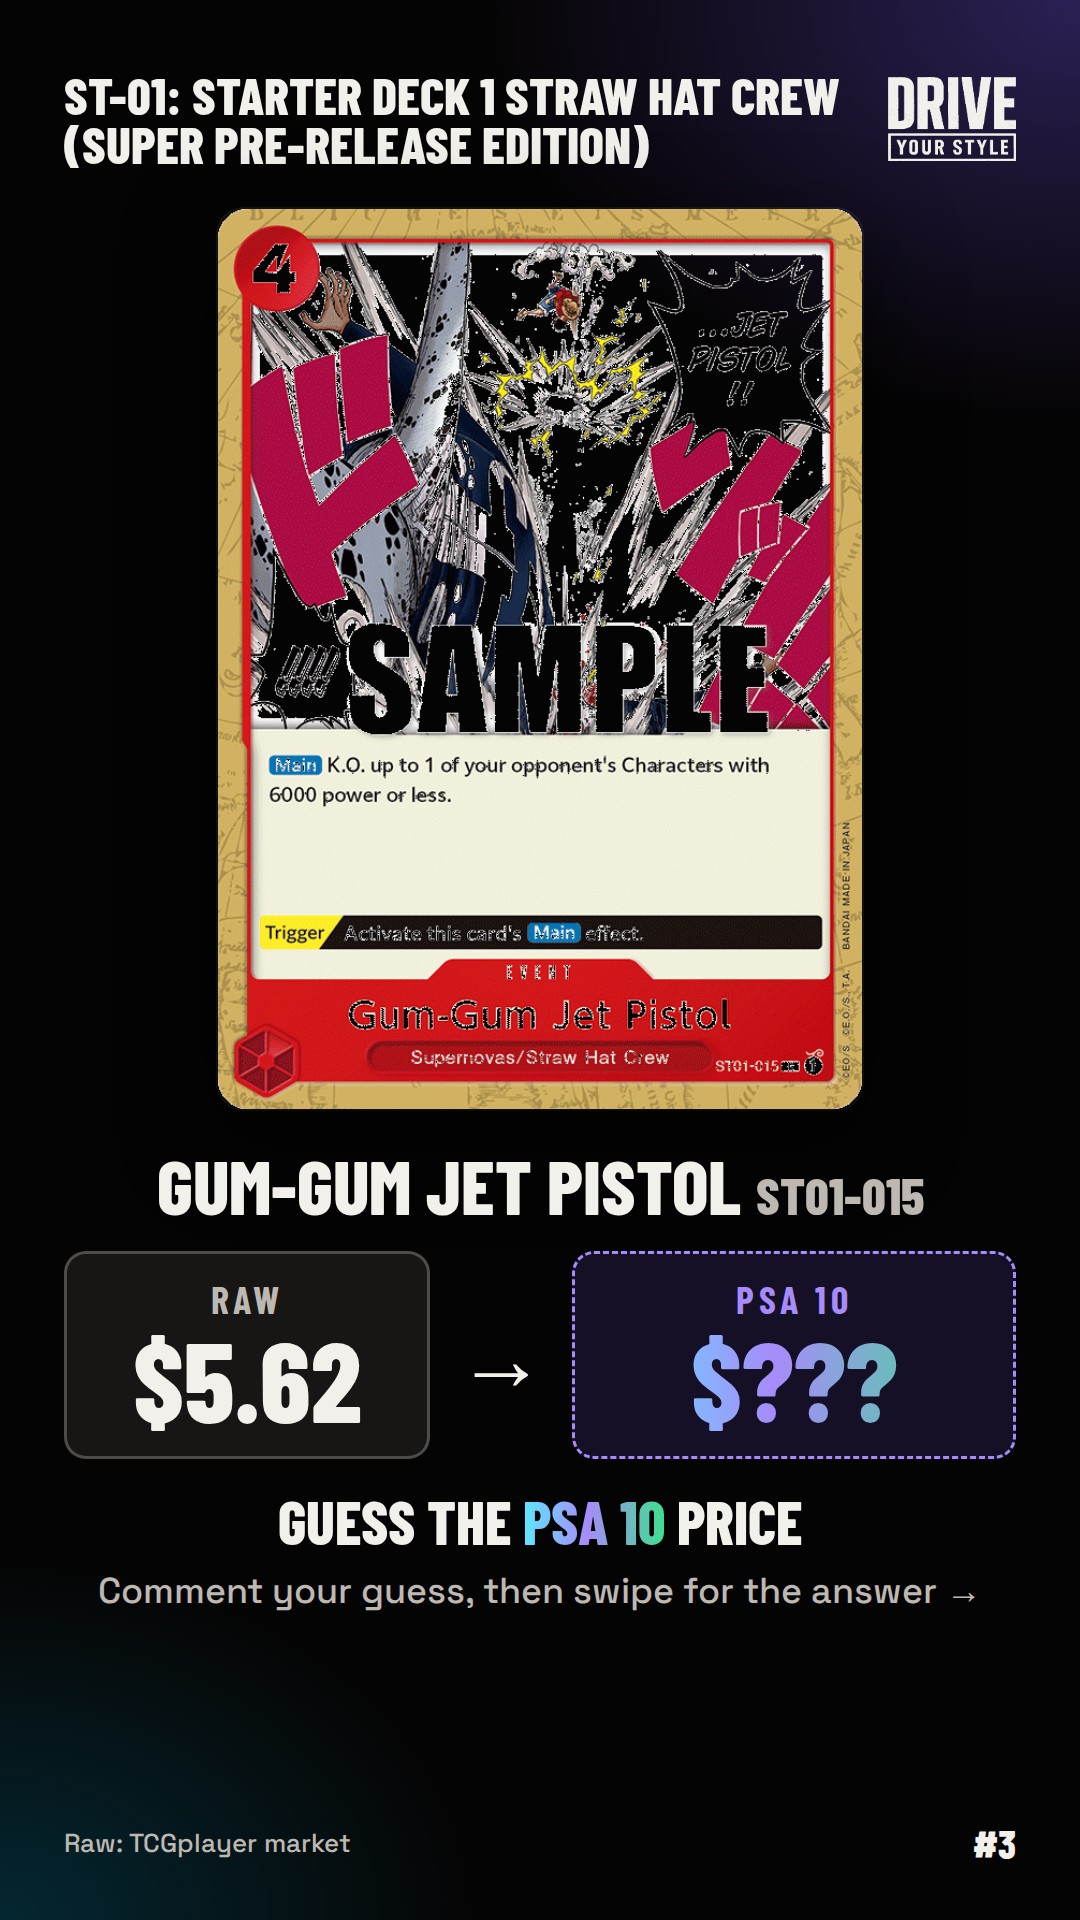 ST-01: STARTER DECK 1 STRAW HAT CREW
(SUPER PRE-RELEASE EDITION)
DRIVE
YOUR STYLE
4
...JET
PISTOL
!!
SAMPLE
Main K.O. up to 1 of your opponent's Characters with
6000 power or less.
Trigger Activate this card's Main effect.
EVENT
Gum-Gum Jet Pistol
Supernovas/Straw Hat Crew
ST01-015
©E.O./S., T.A. BANDAI MADE IN JAPAN
GUM-GUM JET PISTOL ST01-015
RAW
$5.62
→
PSA 10
$???
GUESS THE PSA 10 PRICE
Comment your guess, then swipe for the answer →
Raw: TCGplayer market
#3